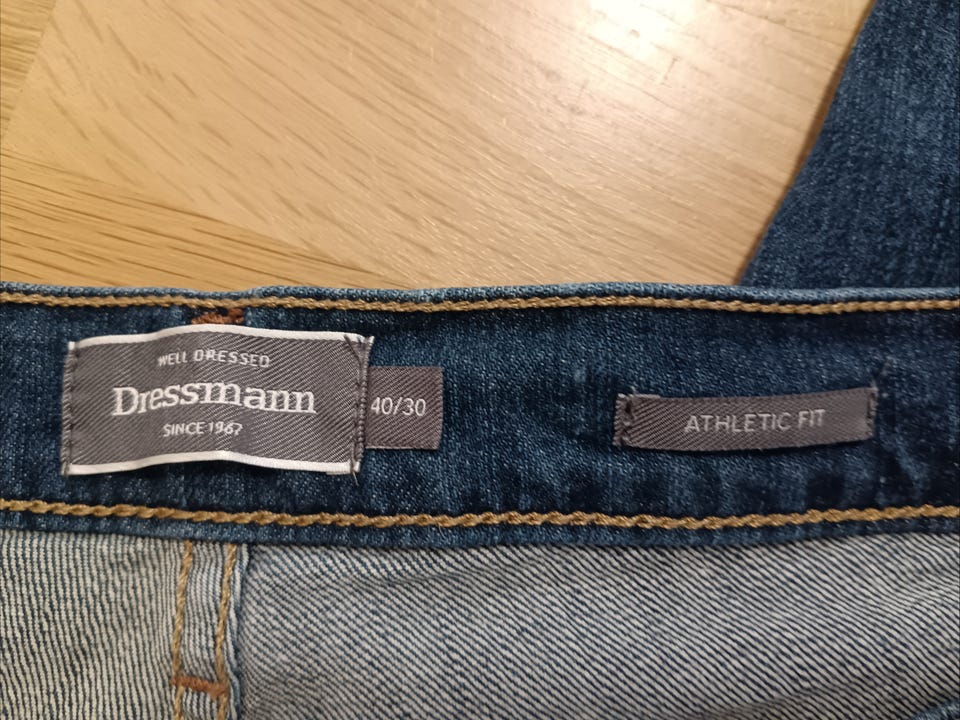 WELL DRESSED
Dressmann
SINCE 1967
40/30
ATHLETIC FIT